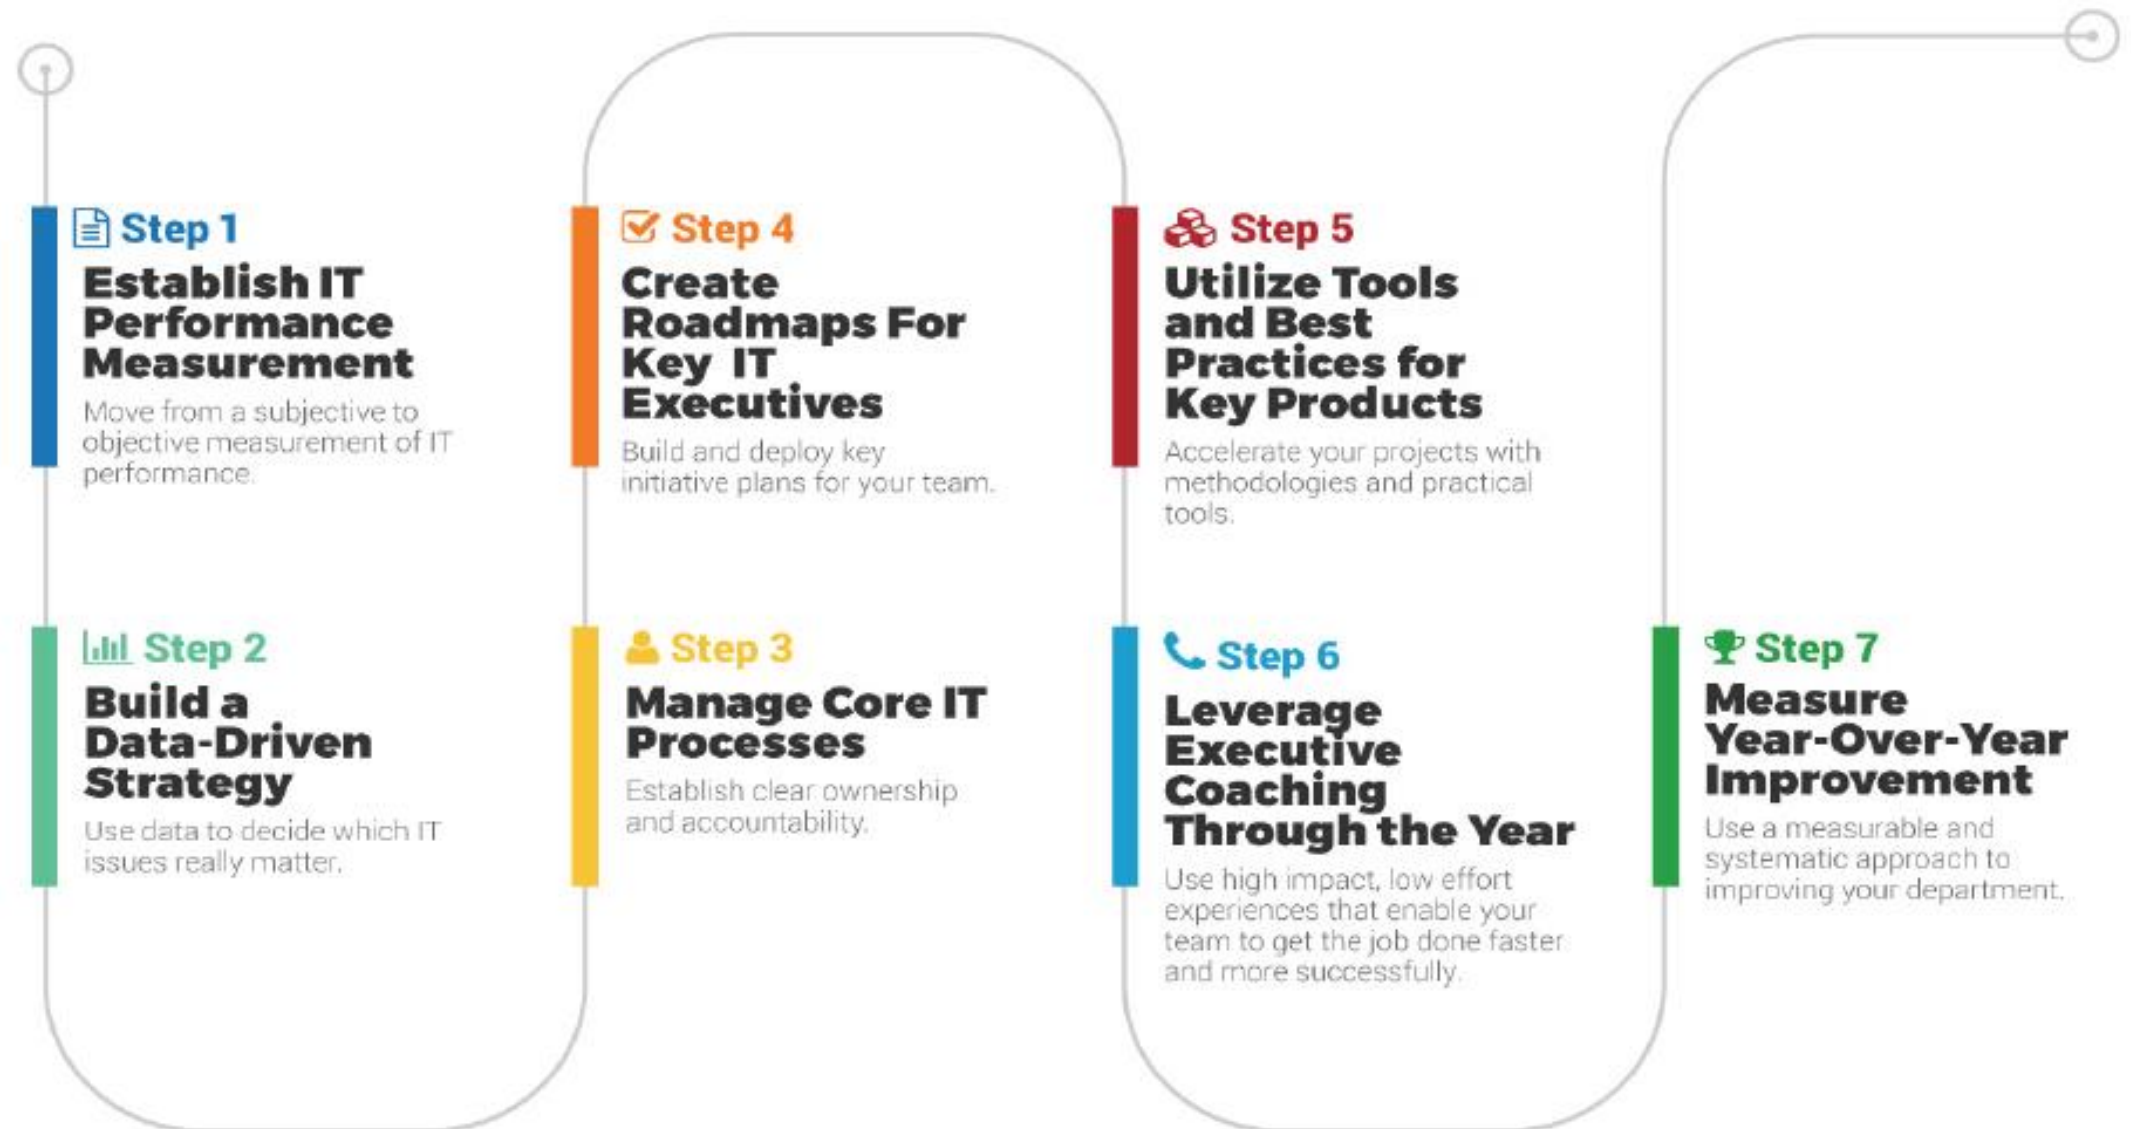 Step 1
Establish IT
Performance
Measurement
Move from a subjective to
objective measurement of IT
performance.
Step 2
Build a
Data-Driven
Strategy
Use data to decide which IT
issues really matter.
Step 3
Manage Core IT
Processes
Establish clear ownership
and accountability.
Step 4
Create
Roadmaps For
Key IT
Executives
Build and deploy key
initiative plans for your team.
Step 5
Utilize Tools
and Best
Practices for
Key Products
Accelerate your projects with
methodologies and practical
tools.
Step 6
Leverage
Executive
Coaching
Through the Year
Use high impact, low effort
experiences that enable your
team to get the job done faster
and more successfully.
Step 7
Measure
Year-Over-Year
Improvement
Use a measurable and
systematic approach to
improving your department.